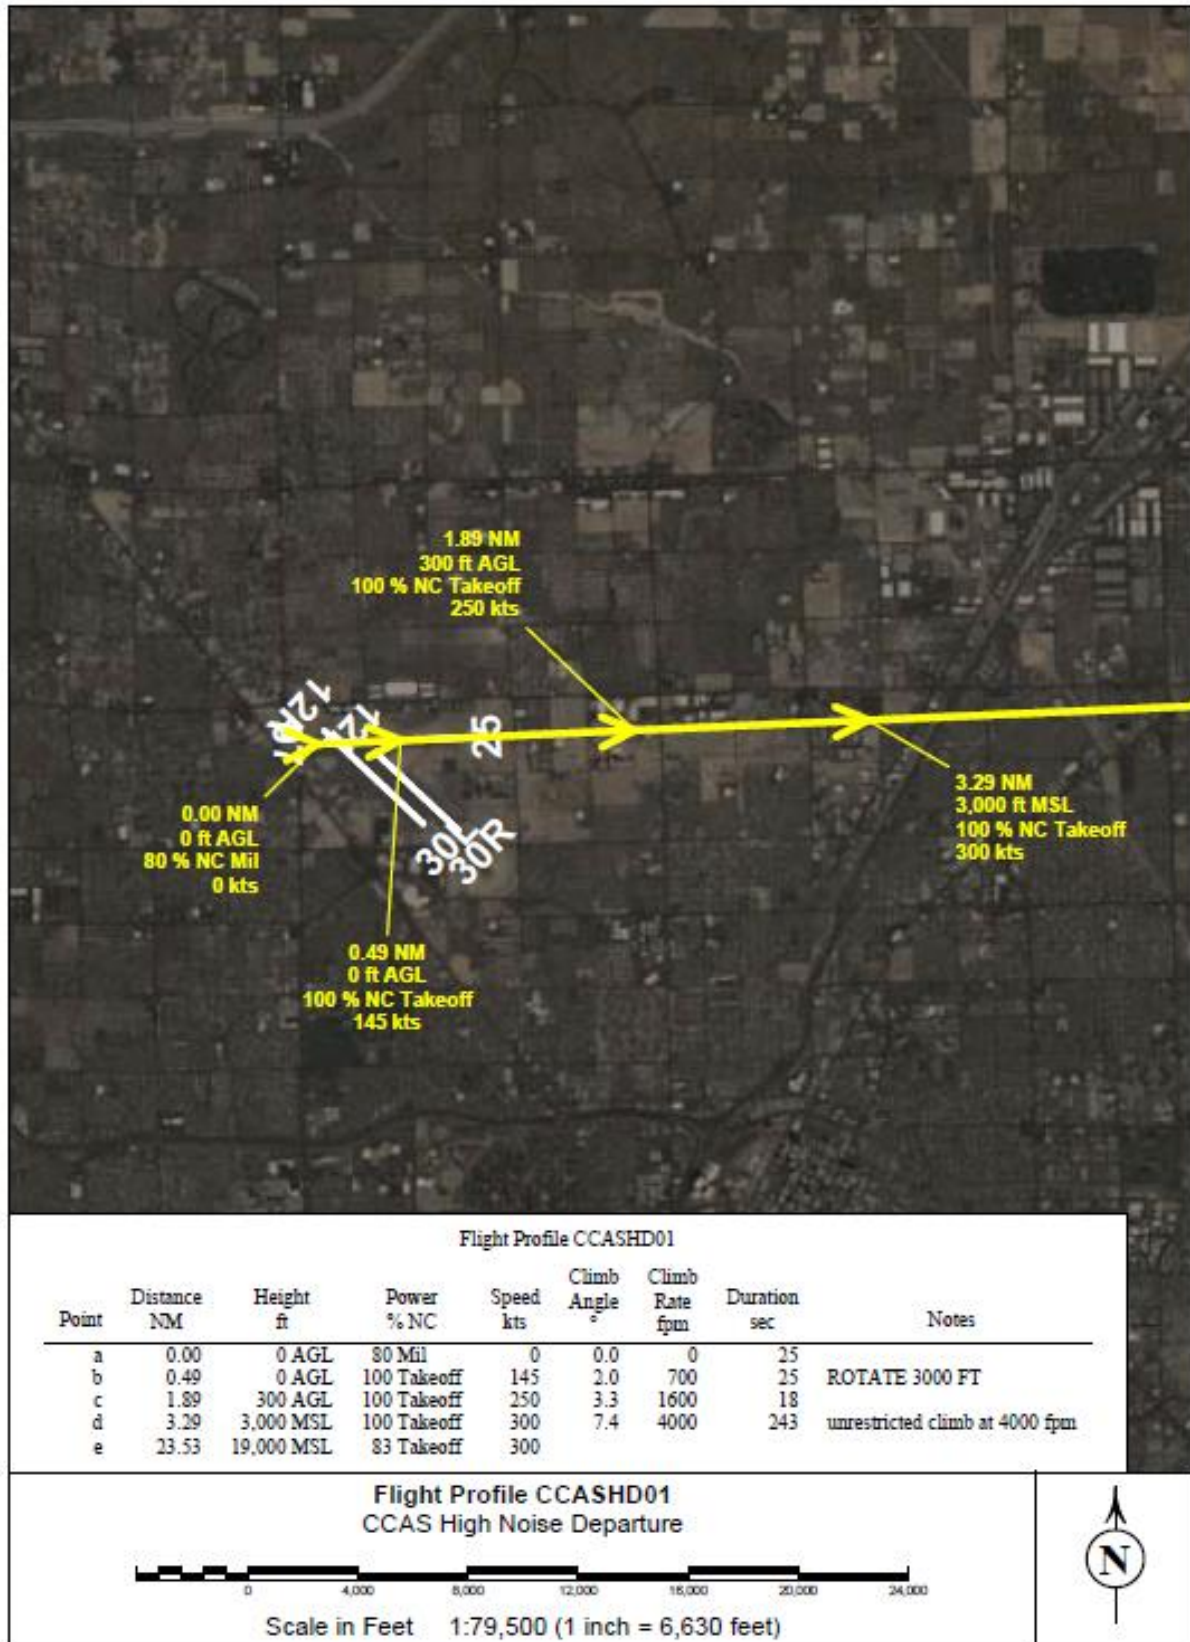 1.89 NM
300 ft AGL
100 % NC Takeoff
250 kts
12R
12L
25
0.00 NM
0 ft AGL
80 % NC Mil
0 kts
30L
30R
3.29 NM
3,000 ft MSL
100 % NC Takeoff
300 kts
0.49 NM
0 ft AGL
100 % NC Takeoff
145 kts
Flight Profile CCASHD01
Point Distance NM Height ft Power % NC Speed kts Climb Angle ° Climb Rate fpm Duration sec Notes
a 0.00 0 AGL 80 Mil 0 0.0 0 25
b 0.49 0 AGL 100 Takeoff 145 2.0 700 25 ROTATE 3000 FT
c 1.89 300 AGL 100 Takeoff 250 3.3 1600 18
d 3.29 3,000 MSL 100 Takeoff 300 7.4 4000 243 unrestricted climb at 4000 fpm
e 23.53 19,000 MSL 83 Takeoff 300
Flight Profile CCASHD01
CCAS High Noise Departure
0 4,000 8,000 12,000 16,000 20,000 24,000
Scale in Feet 1:79,500 (1 inch = 6,630 feet)
N